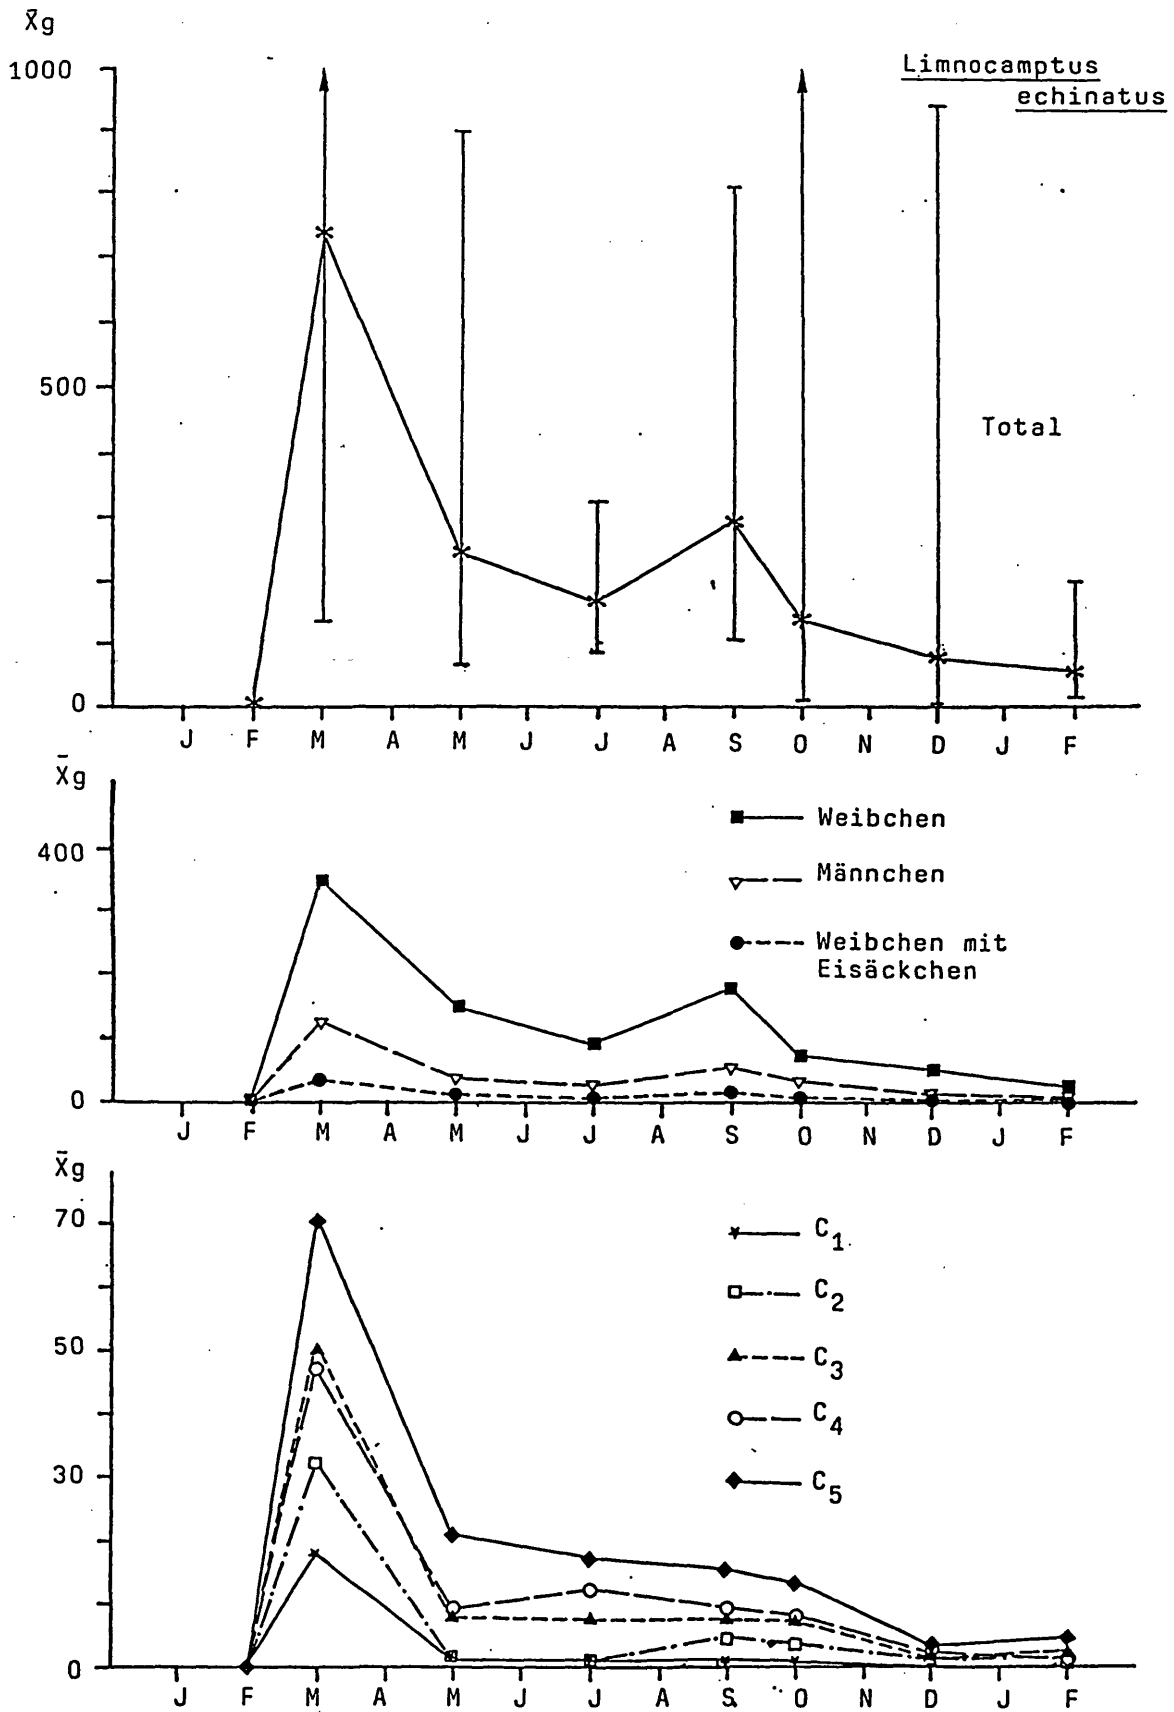 X̄g
1000
Limnocamptus
echinatus
500
Total
0
J F M A M J J A S O N D J F
X̄g
Weibchen
400
Männchen
Weibchen mit
Eisäckchen
0
J F M A M J J A S O N D J F
X̄g
70
C1
C2
50
C3
C4
30
C5
0
J F M A M J J A S O N D J F